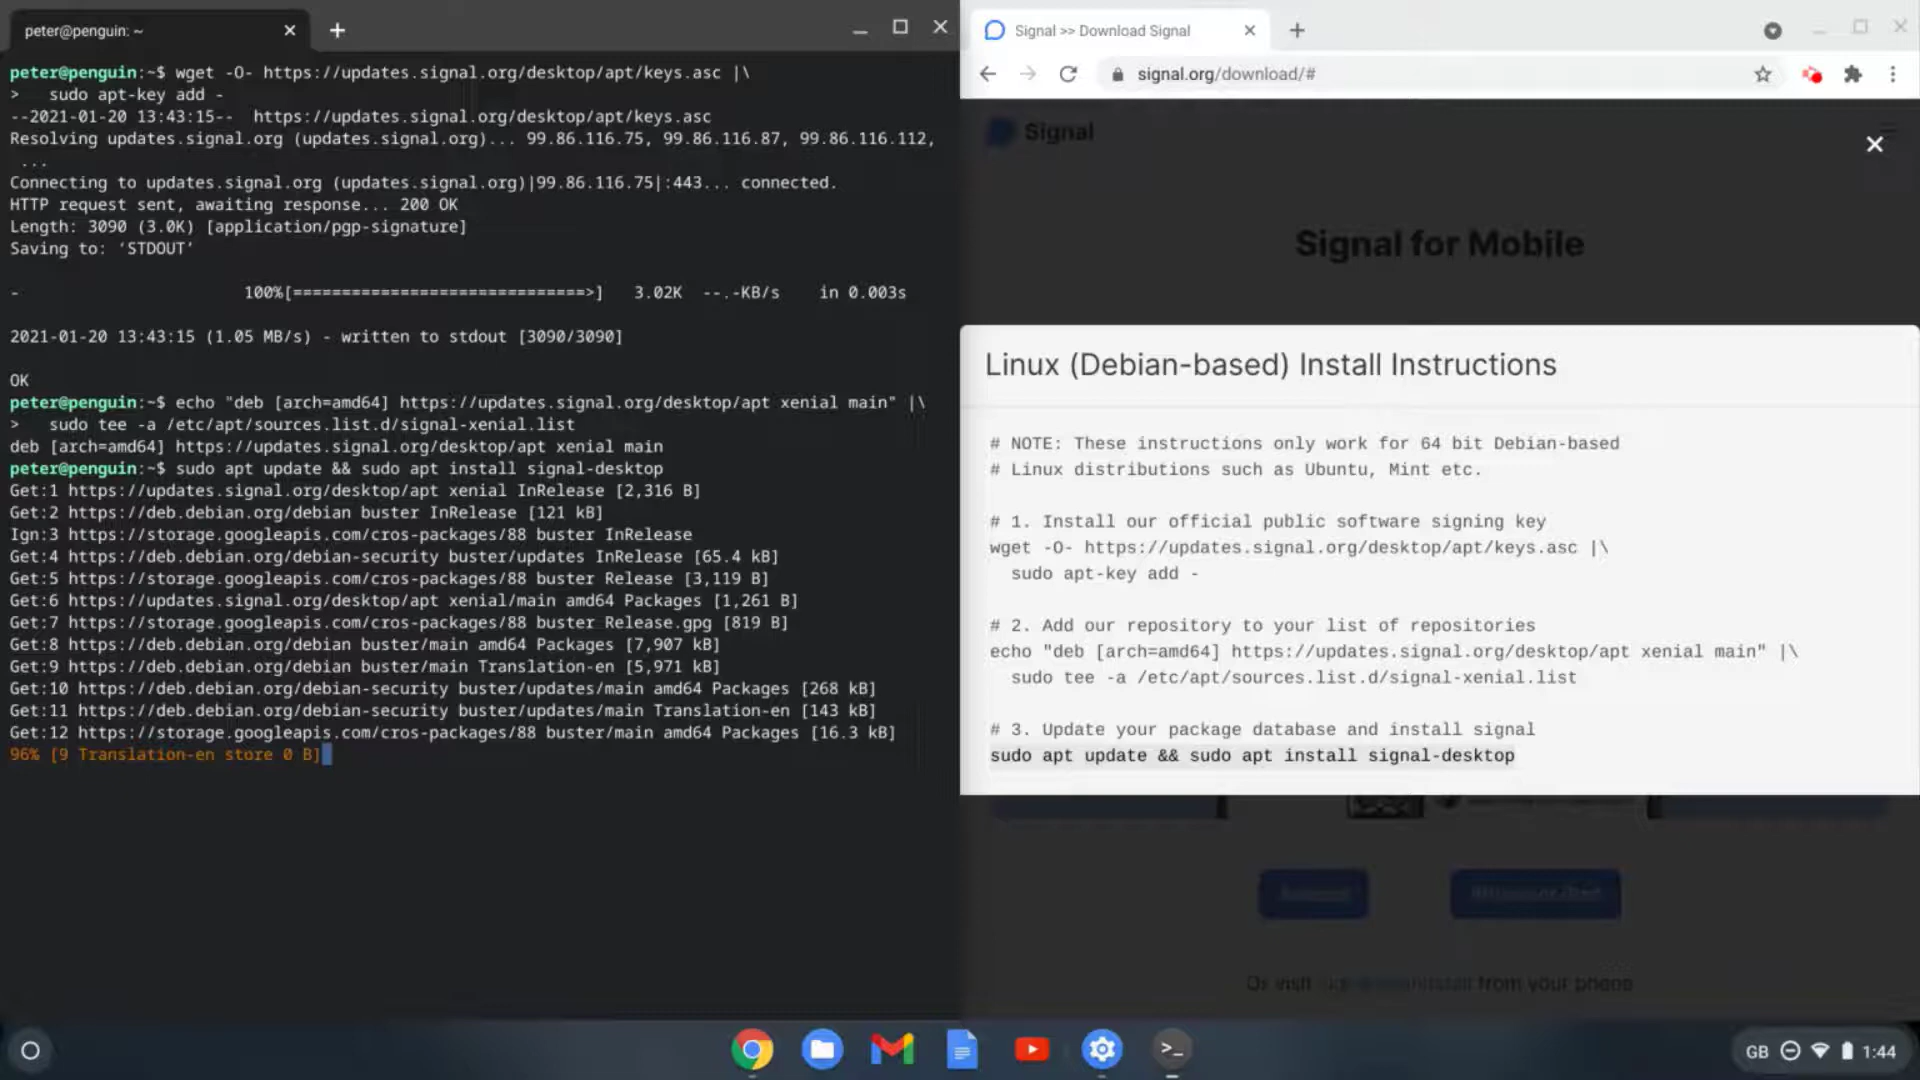 peter@penguin: ~
peter@penguin:~$ wget -O- https://updates.signal.org/desktop/apt/keys.asc |\
>   sudo apt-key add -
--2021-01-20 13:43:15--  https://updates.signal.org/desktop/apt/keys.asc
Resolving updates.signal.org (updates.signal.org)... 99.86.116.75, 99.86.116.87, 99.86.116.112,
...
Connecting to updates.signal.org (updates.signal.org)|99.86.116.75|:443... connected.
HTTP request sent, awaiting response... 200 OK
Length: 3090 (3.0K) [application/pgp-signature]
Saving to: ‘STDOUT’
-                       100%[==============================>]   3.02K  --.-KB/s    in 0.003s
2021-01-20 13:43:15 (1.05 MB/s) - written to stdout [3090/3090]
OK
peter@penguin:~$ echo "deb [arch=amd64] https://updates.signal.org/desktop/apt xenial main" |\
>   sudo tee -a /etc/apt/sources.list.d/signal-xenial.list
deb [arch=amd64] https://updates.signal.org/desktop/apt xenial main
peter@penguin:~$ sudo apt update && sudo apt install signal-desktop
Get:1 https://updates.signal.org/desktop/apt xenial InRelease [2,316 B]
Get:2 https://deb.debian.org/debian buster InRelease [121 kB]
Ign:3 https://storage.googleapis.com/cros-packages/88 buster InRelease
Get:4 https://deb.debian.org/debian-security buster/updates InRelease [65.4 kB]
Get:5 https://storage.googleapis.com/cros-packages/88 buster Release [3,119 B]
Get:6 https://updates.signal.org/desktop/apt xenial/main amd64 Packages [1,261 B]
Get:7 https://storage.googleapis.com/cros-packages/88 buster Release.gpg [819 B]
Get:8 https://deb.debian.org/debian buster/main amd64 Packages [7,907 kB]
Get:9 https://deb.debian.org/debian buster/main Translation-en [5,971 kB]
Get:10 https://deb.debian.org/debian-security buster/updates/main amd64 Packages [268 kB]
Get:11 https://deb.debian.org/debian-security buster/updates/main Translation-en [143 kB]
Get:12 https://storage.googleapis.com/cros-packages/88 buster/main amd64 Packages [16.3 kB]
96% [9 Translation-en store 0 B]
Signal >> Download Signal
signal.org/download/#
Signal
Signal for Mobile
Linux (Debian-based) Install Instructions
# NOTE: These instructions only work for 64 bit Debian-based
# Linux distributions such as Ubuntu, Mint etc.
# 1. Install our official public software signing key
wget -O- https://updates.signal.org/desktop/apt/keys.asc |\
  sudo apt-key add -
# 2. Add our repository to your list of repositories
echo "deb [arch=amd64] https://updates.signal.org/desktop/apt xenial main" |\
  sudo tee -a /etc/apt/sources.list.d/signal-xenial.list
# 3. Update your package database and install signal
sudo apt update && sudo apt install signal-desktop
Or visit
from your phone
GB
1:44